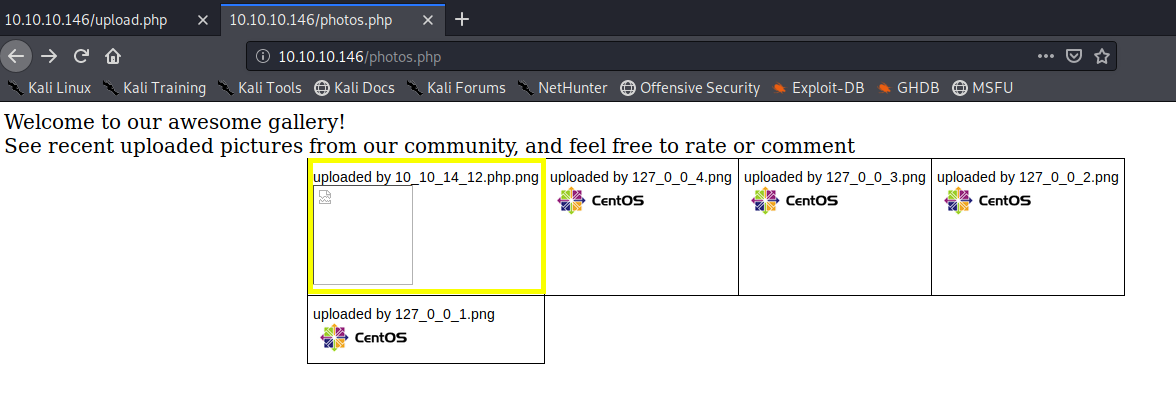 10.10.10.146/upload.php
10.10.10.146/photos.php
10.10.10.146/photos.php
Kali Linux Kali Training Kali Tools Kali Docs Kali Forums NetHunter Offensive Security Exploit-DB GHDB MSFU
Welcome to our awesome gallery!
See recent uploaded pictures from our community, and feel free to rate or comment
uploaded by 10_10_14_12.php.png uploaded by 127_0_0_4.png uploaded by 127_0_0_3.png uploaded by 127_0_0_2.png
CentOS CentOS CentOS
uploaded by 127_0_0_1.png
CentOS